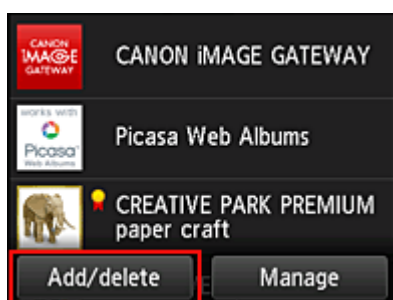 CANON
iMAGE
GATEWAY
CANON iMAGE GATEWAY
works with
Picasa
Web Albums
Picasa Web Albums
CREATIVE PARK PREMIUM
paper craft
Add/delete
Manage